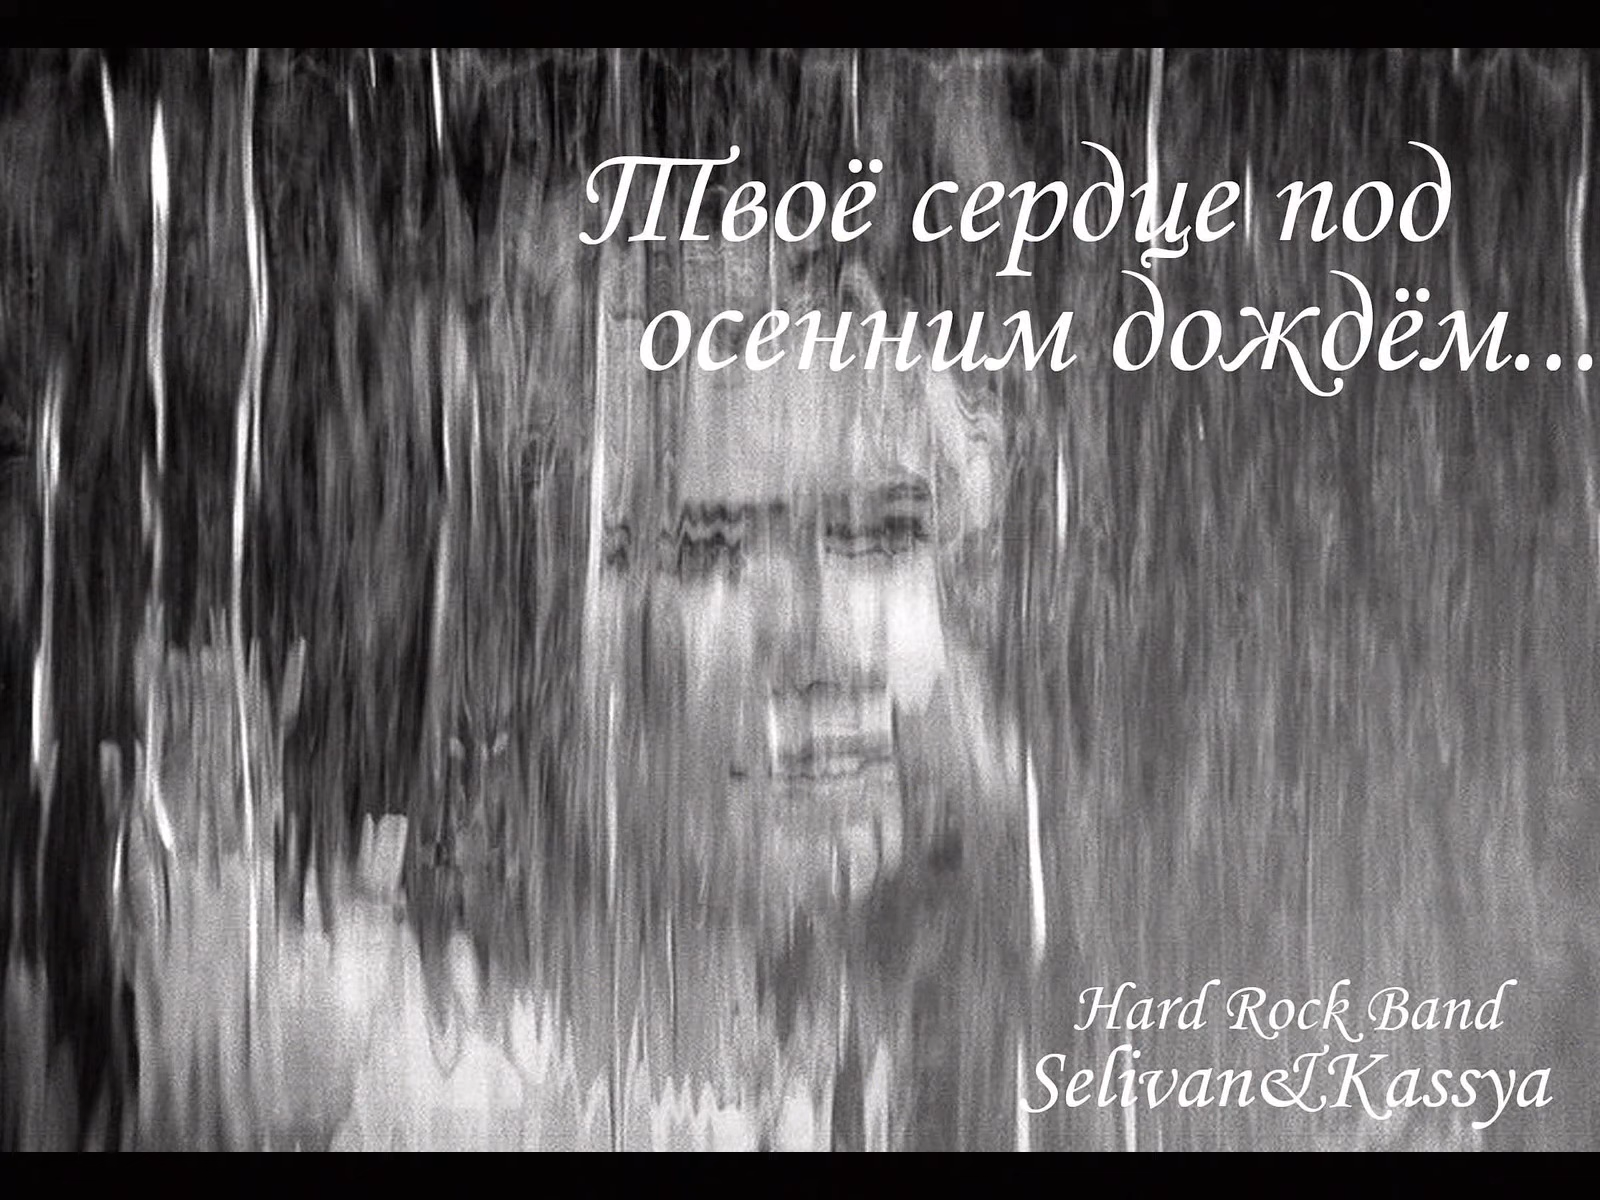 Твоё сердце под
осенним дождём...
Hard Rock Band
Selivan&Kassya